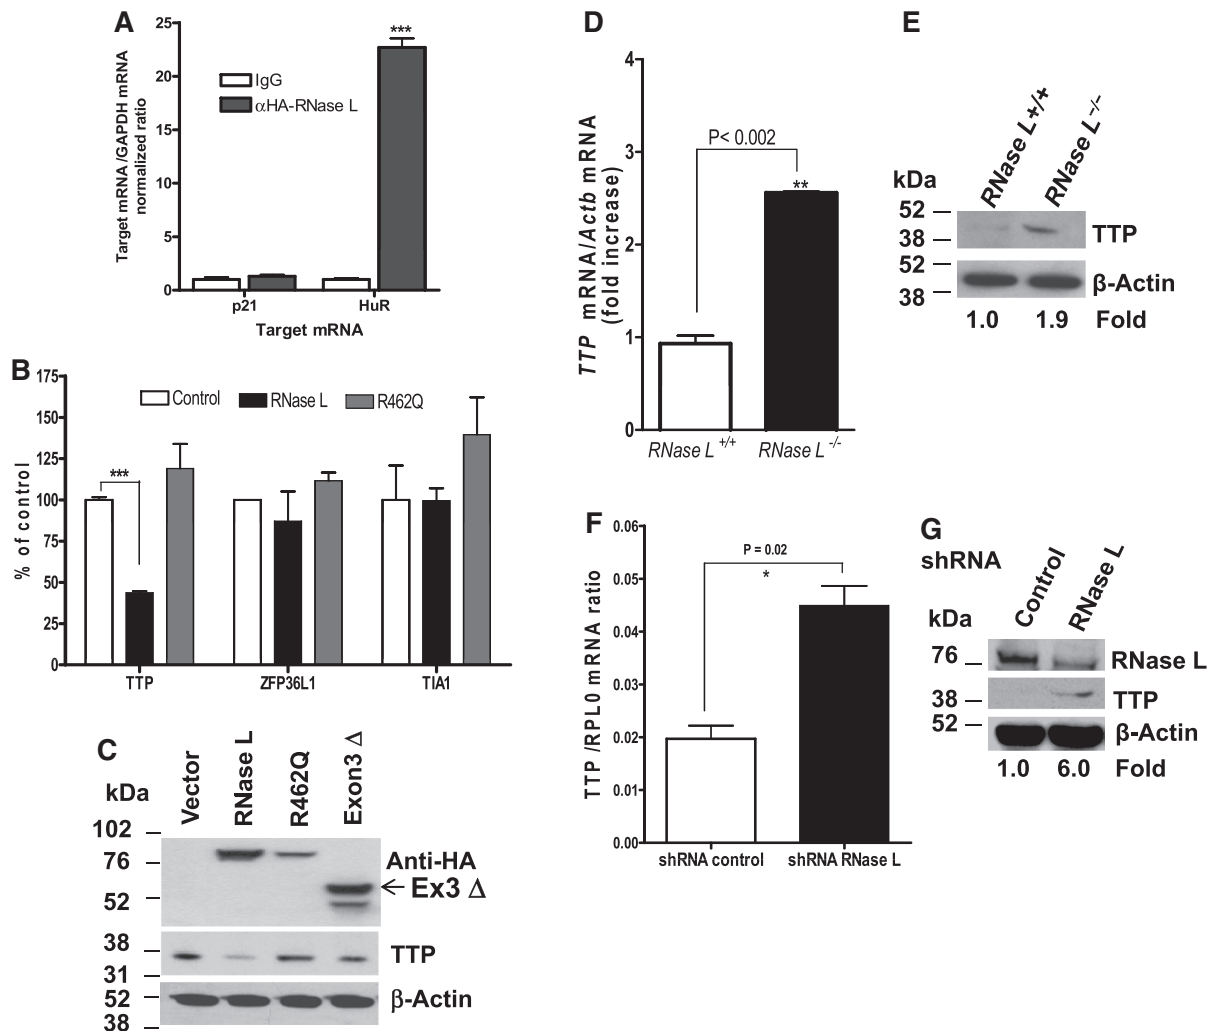 A
Target mRNA /GAPDH mRNA
normalized ratio
25
20
15
10
5
0
***
IgG
αHA-RNase L
p21
HuR
Target mRNA
B
% of control
175
150
125
100
75
50
25
0
Control
RNase L
R462Q
***
TTP
ZFP36L1
TIA1
C
kDa
Vector
RNase L
R462Q
Exon3 Δ
102
76
52
Anti-HA
Ex3 Δ
38
31
TTP
52
38
β-Actin
D
TTP mRNA/Actb mRNA
(fold increase)
4
3
2
1
0
P< 0.002
**
RNase L +/+
RNase L -/-
E
RNase L+/+
RNase L-/-
kDa
52
38
TTP
52
38
β-Actin
1.0 1.9 Fold
F
TTP /RPL0 mRNA ratio
0.06
0.05
0.04
0.03
0.02
0.01
0.00
P = 0.02
*
shRNA control
shRNA RNase L
G
shRNA
Control
RNase L
kDa
76
RNase L
38
TTP
52
β-Actin
1.0 6.0 Fold